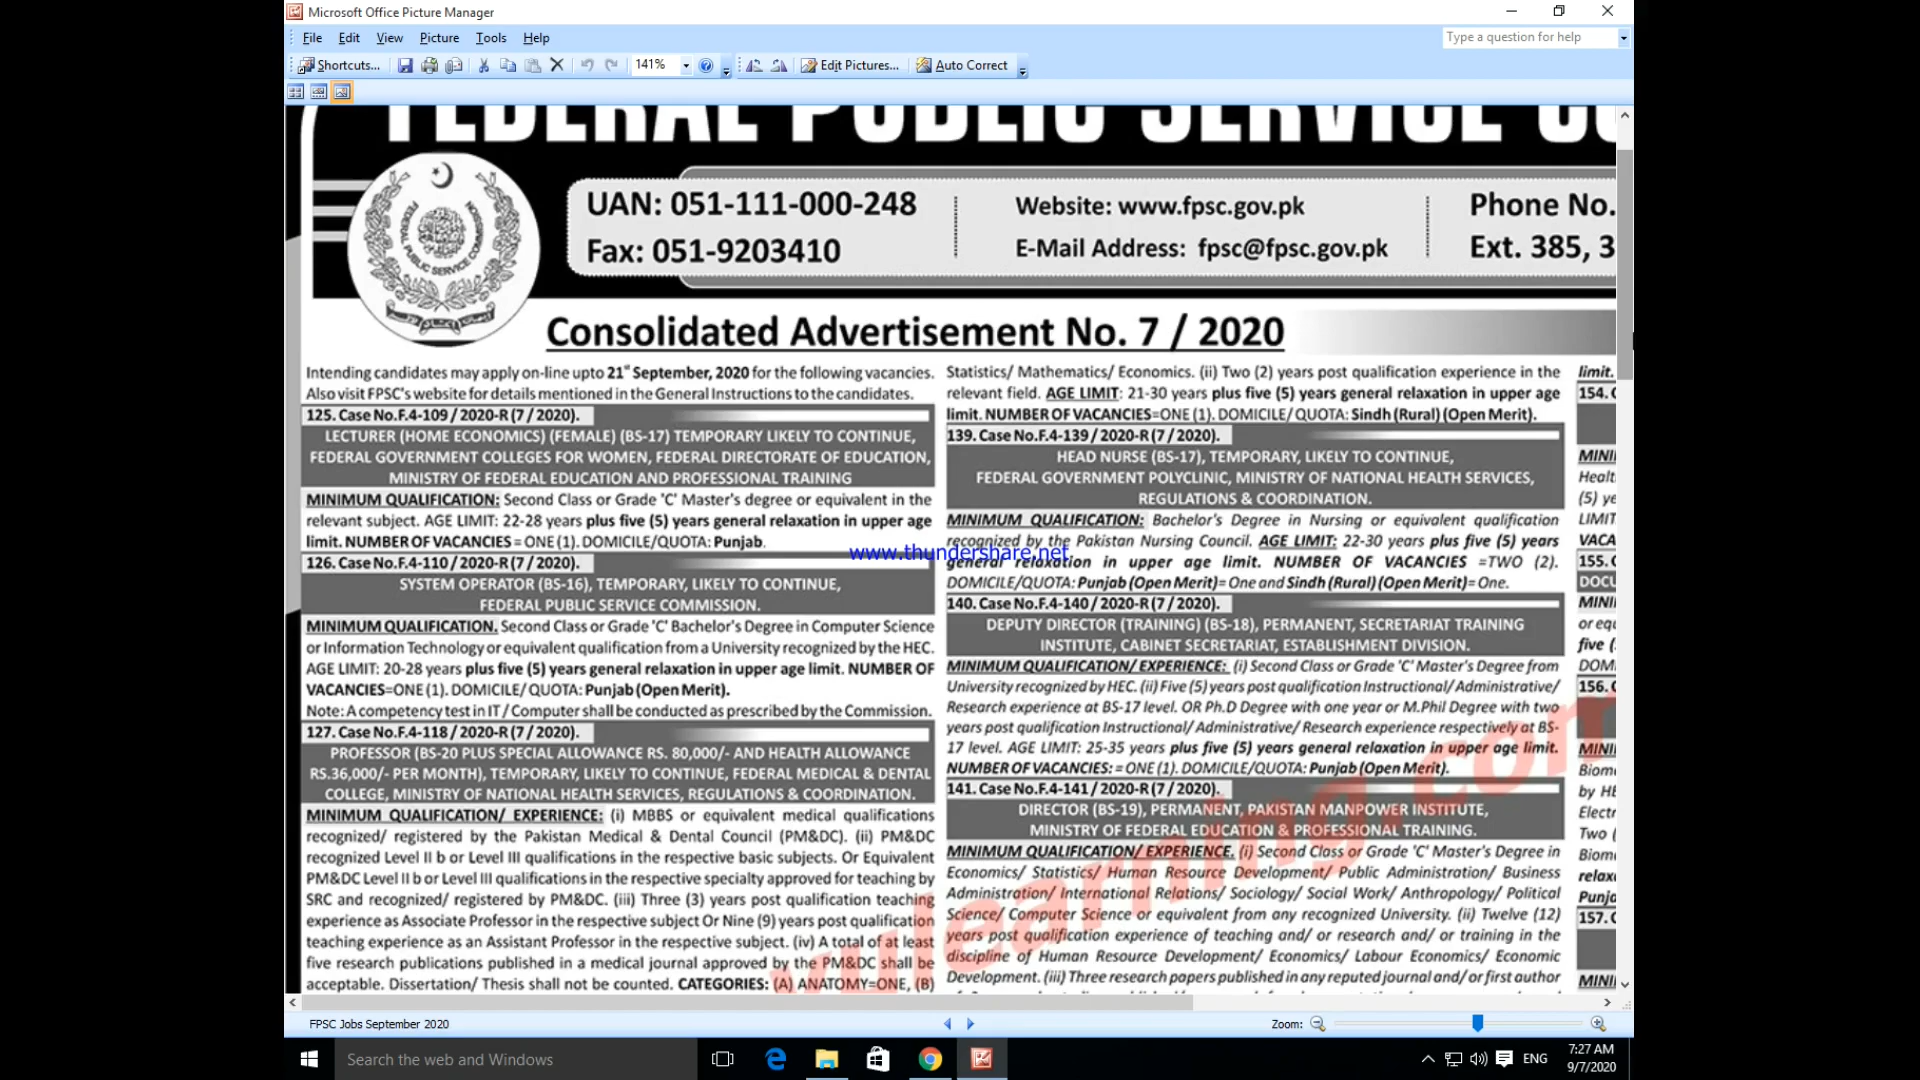 Microsoft Office Picture Manager
File Edit View Picture Tools Help
Type a question for help
Shortcuts... 141% Edit Pictures... Auto Correct
FEDERAL PUBLIC SERVICE
UAN: 051-111-000-248
Fax: 051-9203410
Website: www.fpsc.gov.pk
E-Mail Address: fpsc@fpsc.gov.pk
Phone No.
Ext. 385, 3
FEDERAL PUBLIC SERVICE COMMISSION
Consolidated Advertisement No. 7 / 2020
Intending candidates may apply on-line upto 21st September, 2020 for the following vacancies.
Also visit FPSC's website for details mentioned in the General Instructions to the candidates.
125. Case No.F.4-109 / 2020-R (7 / 2020).
LECTURER (HOME ECONOMICS) (FEMALE) (BS-17) TEMPORARY LIKELY TO CONTINUE,
FEDERAL GOVERNMENT COLLEGES FOR WOMEN, FEDERAL DIRECTORATE OF EDUCATION,
MINISTRY OF FEDERAL EDUCATION AND PROFESSIONAL TRAINING
MINIMUM QUALIFICATION: Second Class or Grade 'C' Master's degree or equivalent in the
relevant subject. AGE LIMIT: 22-28 years plus five (5) years general relaxation in upper age
limit. NUMBER OF VACANCIES = ONE (1). DOMICILE/QUOTA: Punjab.
126. Case No.F.4-110 / 2020-R (7 / 2020).
SYSTEM OPERATOR (BS-16), TEMPORARY, LIKELY TO CONTINUE,
FEDERAL PUBLIC SERVICE COMMISSION.
MINIMUM QUALIFICATION. Second Class or Grade 'C' Bachelor's Degree in Computer Science
or Information Technology or equivalent qualification from a University recognized by the HEC.
AGE LIMIT: 20-28 years plus five (5) years general relaxation in upper age limit. NUMBER OF
VACANCIES=ONE (1). DOMICILE/ QUOTA: Punjab (Open Merit).
Note: A competency test in IT / Computer shall be conducted as prescribed by the Commission.
127. Case No.F.4-118 / 2020-R (7 / 2020).
PROFESSOR (BS-20 PLUS SPECIAL ALLOWANCE RS. 80,000/- AND HEALTH ALLOWANCE
RS.36,000/- PER MONTH), TEMPORARY, LIKELY TO CONTINUE, FEDERAL MEDICAL & DENTAL
COLLEGE, MINISTRY OF NATIONAL HEALTH SERVICES, REGULATIONS & COORDINATION.
MINIMUM QUALIFICATION/ EXPERIENCE: (i) MBBS or equivalent medical qualifications
recognized/ registered by the Pakistan Medical & Dental Council (PM&DC). (ii) PM&DC
recognized Level II b or Level III qualifications in the respective basic subjects. Or Equivalent
PM&DC Level II b or Level III qualifications in the respective specialty approved for teaching by
SRC and recognized/ registered by PM&DC. (iii) Three (3) years post qualification teaching
experience as Associate Professor in the respective subject Or Nine (9) years post qualification
teaching experience as an Assistant Professor in the respective subject. (iv) A total of at least
five research publications published in a medical journal approved by the PM&DC shall be
acceptable. Dissertation/ Thesis shall not be counted. CATEGORIES: (A) ANATOMY=ONE, (B)
Statistics/ Mathematics/ Economics. (ii) Two (2) years post qualification experience in the
relevant field. AGE LIMIT: 21-30 years plus five (5) years general relaxation in upper age
limit. NUMBER OF VACANCIES=ONE (1). DOMICILE/ QUOTA: Sindh (Rural) (Open Merit).
139. Case No.F.4-139 / 2020-R (7 / 2020).
HEAD NURSE (BS-17), TEMPORARY, LIKELY TO CONTINUE,
FEDERAL GOVERNMENT POLYCLINIC, MINISTRY OF NATIONAL HEALTH SERVICES,
REGULATIONS & COORDINATION.
MINIMUM QUALIFICATION: Bachelor's Degree in Nursing or equivalent qualification
recognized by the Pakistan Nursing Council. AGE LIMIT: 22-30 years plus five (5) years
general relaxation in upper age limit. NUMBER OF VACANCIES =TWO (2).
DOMICILE/QUOTA: Punjab (Open Merit)= One and Sindh (Rural) (Open Merit)= One.
140. Case No.F.4-140 / 2020-R (7 / 2020).
DEPUTY DIRECTOR (TRAINING) (BS-18), PERMANENT, SECRETARIAT TRAINING
INSTITUTE, CABINET SECRETARIAT, ESTABLISHMENT DIVISION.
MINIMUM QUALIFICATION/ EXPERIENCE: (i) Second Class or Grade 'C' Master's Degree from
University recognized by HEC. (ii) Five (5) years post qualification Instructional/ Administrative/
Research experience at BS-17 level. OR Ph.D Degree with one year or M.Phil Degree with two
years post qualification Instructional/ Administrative/ Research experience respectively at BS-
17 level. AGE LIMIT: 25-35 years plus five (5) years general relaxation in upper age limit.
NUMBER OF VACANCIES: = ONE (1). DOMICILE/QUOTA: Punjab (Open Merit).
141. Case No.F.4-141 / 2020-R (7 / 2020).
DIRECTOR (BS-19), PERMANENT, PAKISTAN MANPOWER INSTITUTE,
MINISTRY OF FEDERAL EDUCATION & PROFESSIONAL TRAINING.
MINIMUM QUALIFICATION/ EXPERIENCE. (i) Second Class or Grade 'C' Master's Degree in
Economics/ Statistics/ Human Resource Development/ Public Administration/ Business
Administration/ International Relations/ Sociology/ Social Work/ Anthropology/ Political
Science/ Computer Science or equivalent from any recognized University. (ii) Twelve (12)
years post qualification experience of teaching and/ or research and/ or training in the
discipline of Human Resource Development/ Economics/ Labour Economics/ Economic
Development. (iii) Three research papers published in any reputed journal and/ or first author
limit.
154.
MINI
Healt
(5) ye
LIMIT
VACA
155.
DOCU
MINI
or equ
five (
DOMI
156.
MINI
Biom
by HE
Electr
Two (
Biom
relax
Punja
157.
MINI
www.thundershare.net
FPSC Jobs September 2020
Zoom:
Search the web and Windows
ENG
7:27 AM
9/7/2020